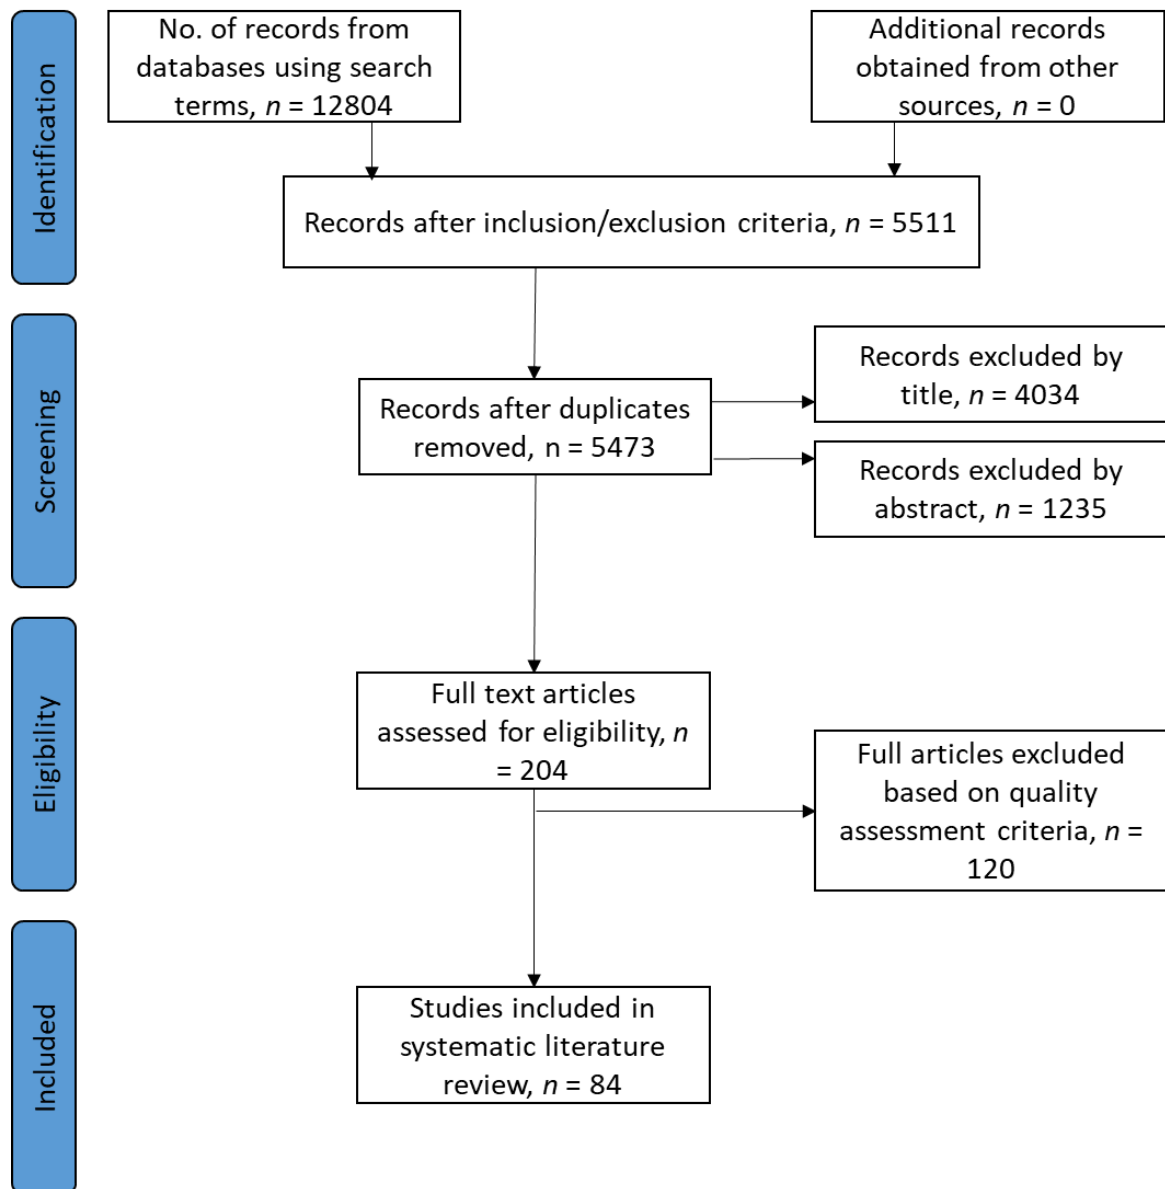 Identification
No. of records from
databases using search
terms, n = 12804
Additional records
obtained from other
sources, n = 0
Records after inclusion/exclusion criteria, n = 5511
Screening
Records after duplicates
removed, n = 5473
Records excluded by
title, n = 4034
Records excluded by
abstract, n = 1235
Eligibility
Full text articles
assessed for eligibility, n
= 204
Full articles excluded
based on quality
assessment criteria, n =
120
Included
Studies included in
systematic literature
review, n = 84